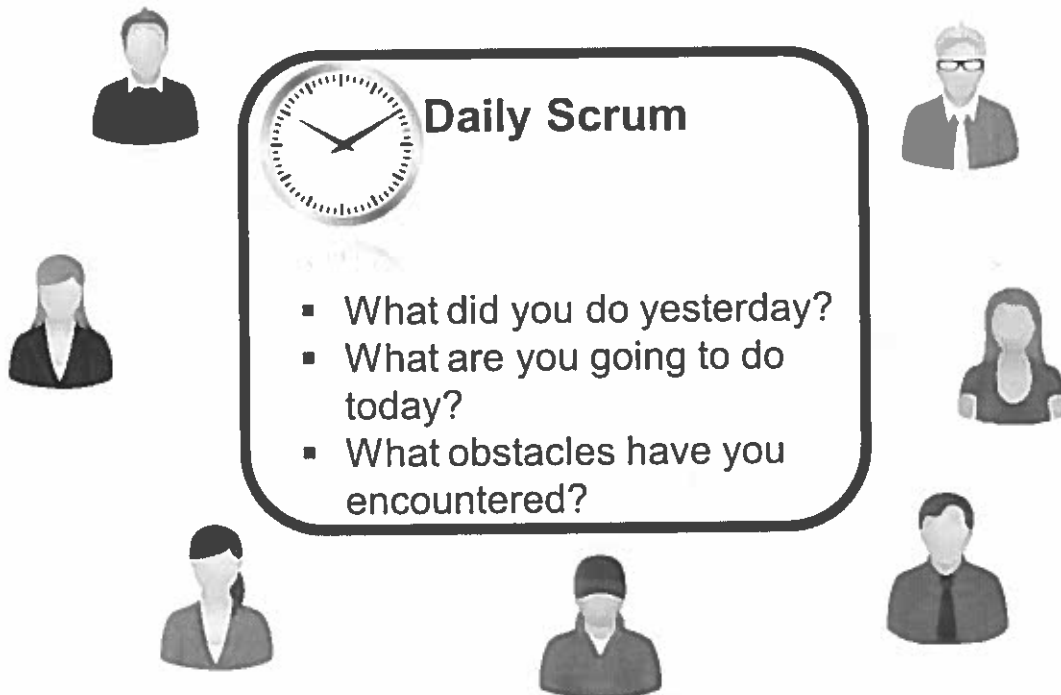 Daily Scrum
▪ What did you do yesterday?
▪ What are you going to do
today?
▪ What obstacles have you
encountered?